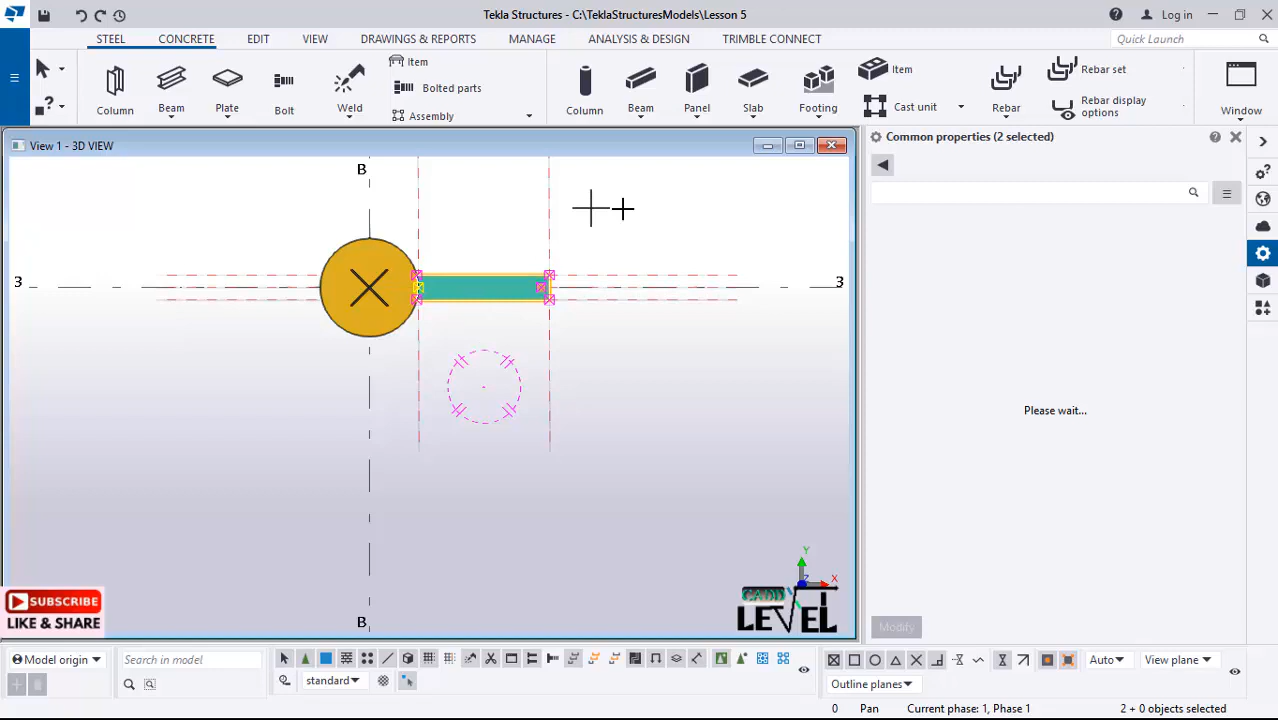 Tekla Structures - C:\TeklaStructuresModels\Lesson 5
Log in
STEEL
CONCRETE
EDIT
VIEW
DRAWINGS & REPORTS
MANAGE
ANALYSIS & DESIGN
TRIMBLE CONNECT
Quick Launch
Column
Beam
Plate
Bolt
Weld
Item
Bolted parts
Assembly
Column
Beam
Panel
Slab
Footing
Item
Cast unit
Rebar
Rebar set
Rebar display
options
Window
View 1 - 3D VIEW
Common properties (2 selected)
B
3
3
Please wait...
Y
X
Z
B
SUBSCRIBE
LIKE & SHARE
CADD
LEVEL
Modify
Model origin
Search in model
standard
Auto
View plane
Outline planes
0
Pan
Current phase: 1, Phase 1
2 + 0 objects selected